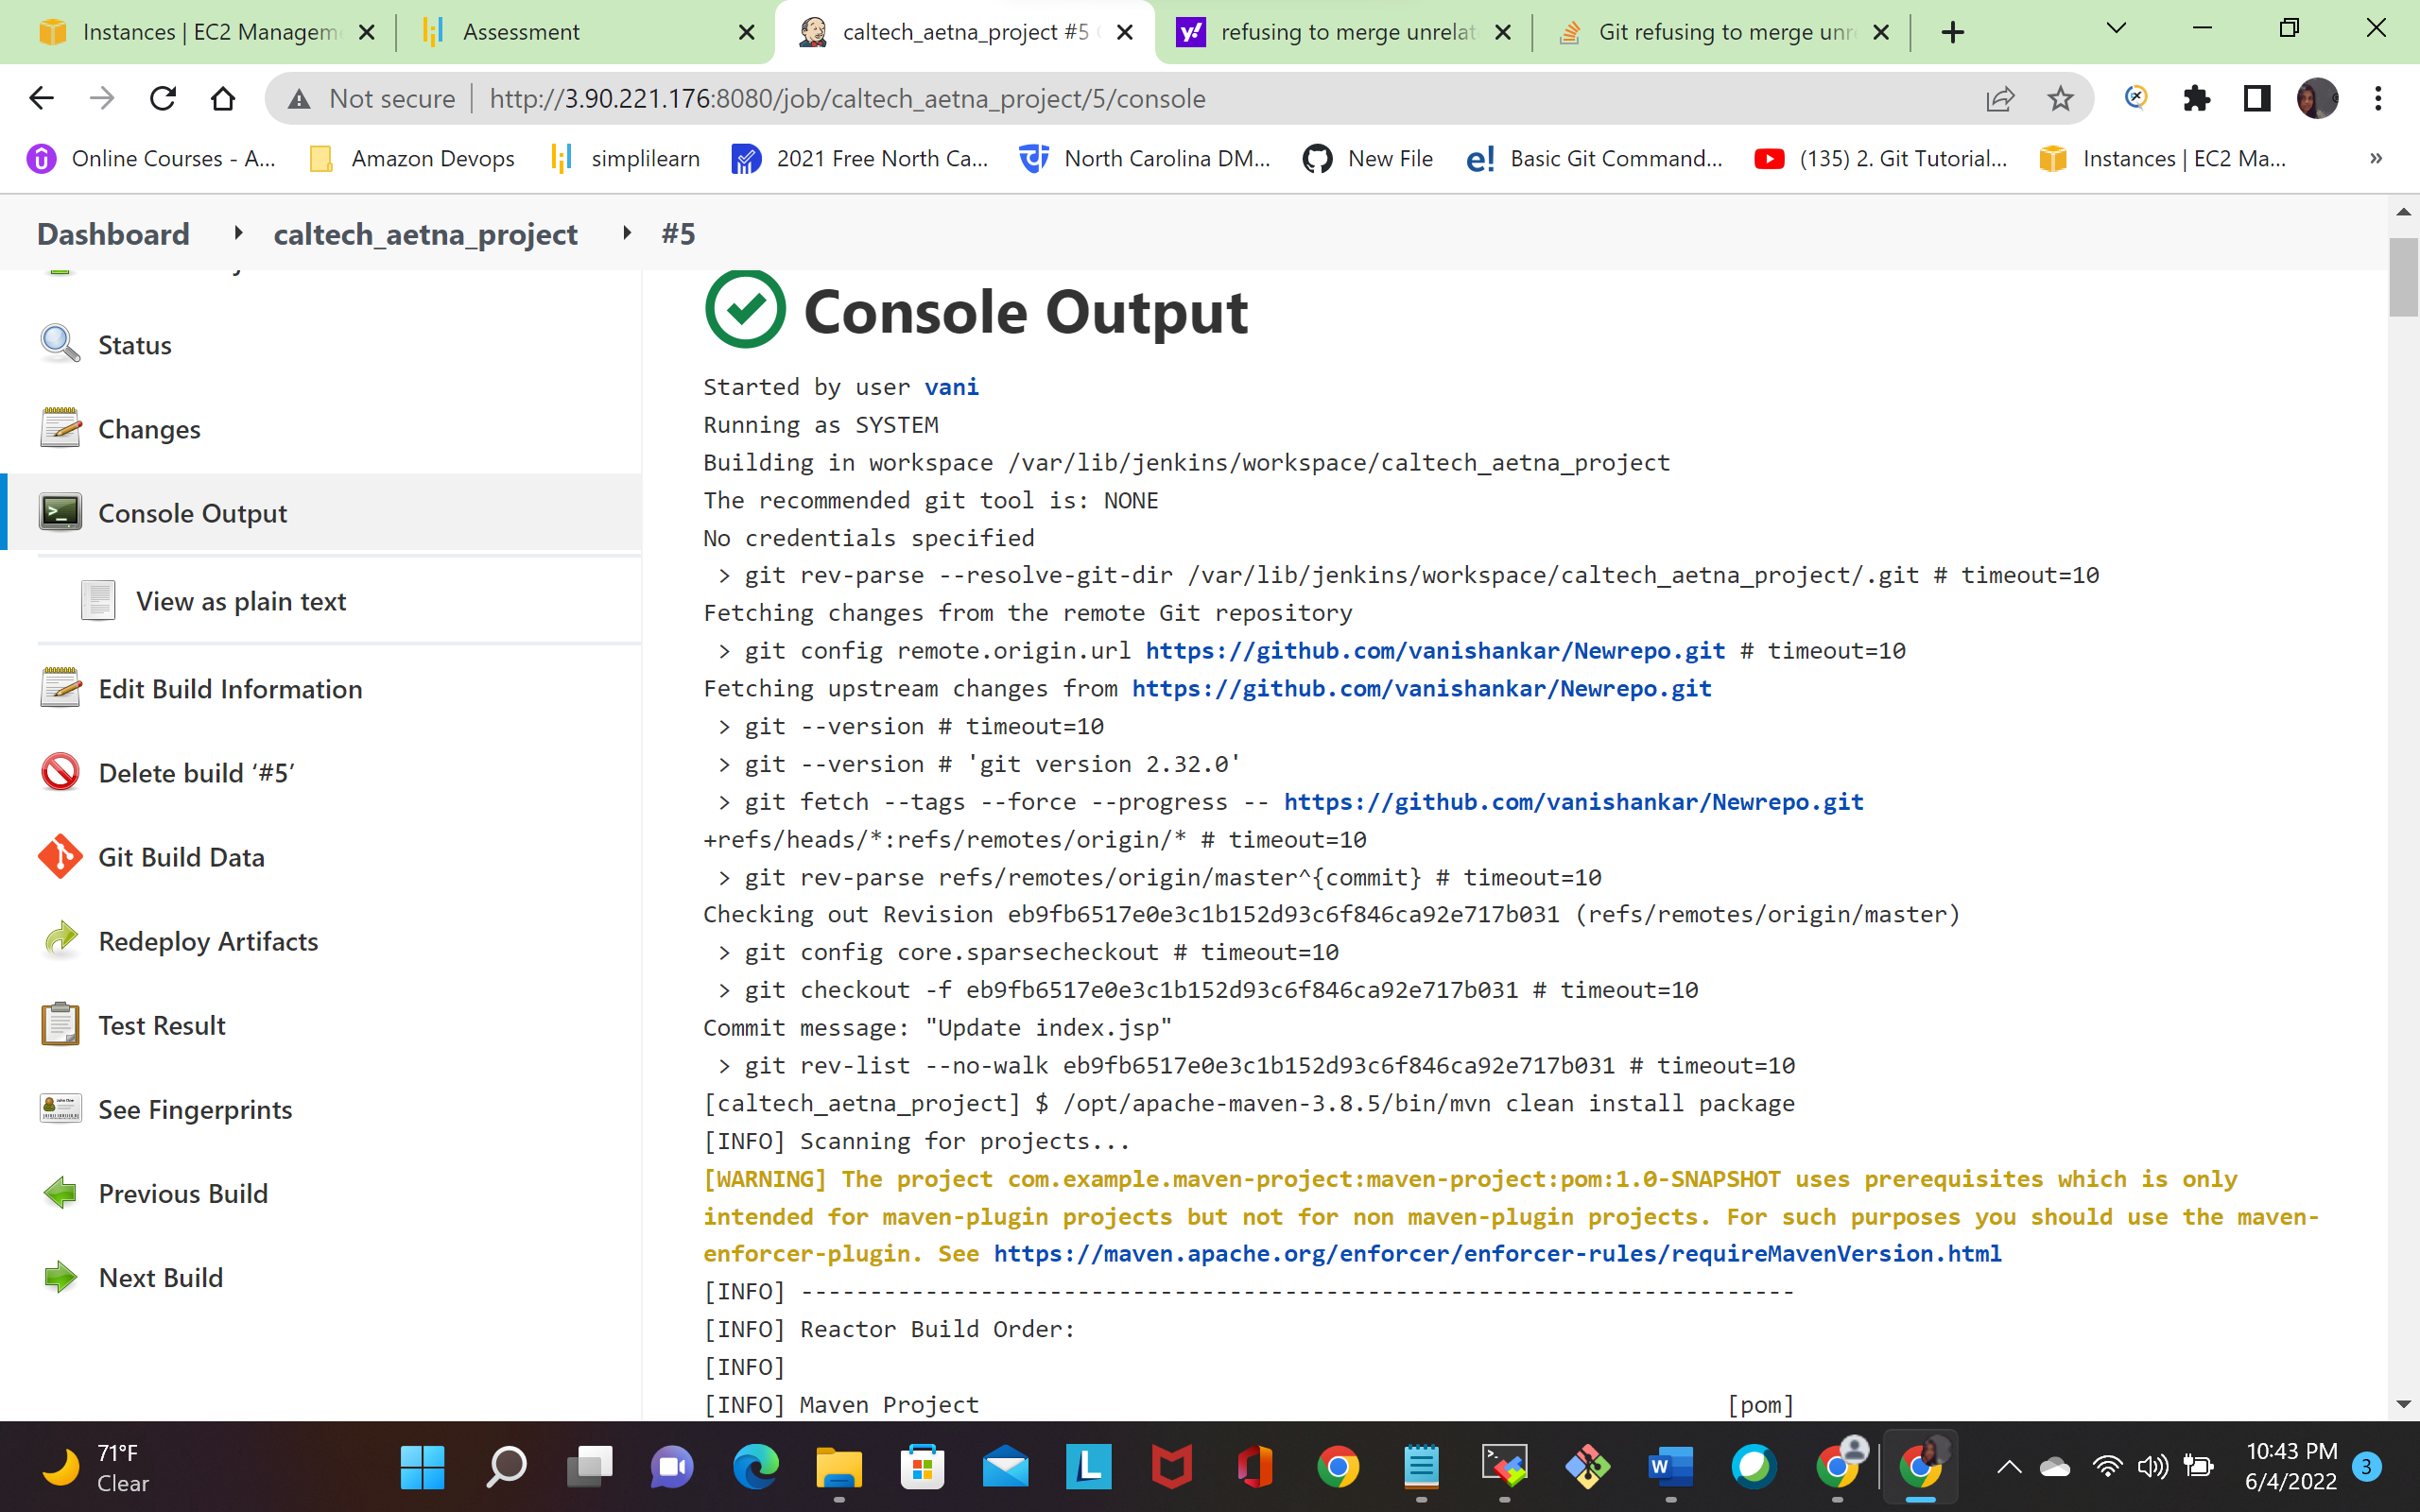 Instances | EC2 Managem
Assessment
caltech_aetna_project #5
refusing to merge unrelat
Git refusing to merge unr
Not secure
http://3.90.221.176:8080/job/caltech_aetna_project/5/console
Online Courses - A...
Amazon Devops
simplilearn
2021 Free North Ca...
North Carolina DM...
New File
Basic Git Command...
(135) 2. Git Tutorial...
Instances | EC2 Ma...
»
Dashboard
caltech_aetna_project
#5
Status
Changes
Console Output
View as plain text
Edit Build Information
Delete build ‘#5’
Git Build Data
Redeploy Artifacts
Test Result
See Fingerprints
Previous Build
Next Build
Console Output
Started by user vani
Running as SYSTEM
Building in workspace /var/lib/jenkins/workspace/caltech_aetna_project
The recommended git tool is: NONE
No credentials specified
> git rev-parse --resolve-git-dir /var/lib/jenkins/workspace/caltech_aetna_project/.git # timeout=10
Fetching changes from the remote Git repository
> git config remote.origin.url https://github.com/vanishankar/Newrepo.git # timeout=10
Fetching upstream changes from https://github.com/vanishankar/Newrepo.git
> git --version # timeout=10
> git --version # 'git version 2.32.0'
> git fetch --tags --force --progress -- https://github.com/vanishankar/Newrepo.git
+refs/heads/*:refs/remotes/origin/* # timeout=10
> git rev-parse refs/remotes/origin/master^{commit} # timeout=10
Checking out Revision eb9fb6517e0e3c1b152d93c6f846ca92e717b031 (refs/remotes/origin/master)
> git config core.sparsecheckout # timeout=10
> git checkout -f eb9fb6517e0e3c1b152d93c6f846ca92e717b031 # timeout=10
Commit message: "Update index.jsp"
> git rev-list --no-walk eb9fb6517e0e3c1b152d93c6f846ca92e717b031 # timeout=10
[caltech_aetna_project] $ /opt/apache-maven-3.8.5/bin/mvn clean install package
[INFO] Scanning for projects...
[WARNING] The project com.example.maven-project:maven-project:pom:1.0-SNAPSHOT uses prerequisites which is only
intended for maven-plugin projects but not for non maven-plugin projects. For such purposes you should use the maven-
enforcer-plugin. See https://maven.apache.org/enforcer/enforcer-rules/requireMavenVersion.html
[INFO] ------------------------------------------------------------------------
[INFO] Reactor Build Order:
[INFO]
[INFO] Maven Project [pom]
71°F
Clear
10:43 PM
6/4/2022
3